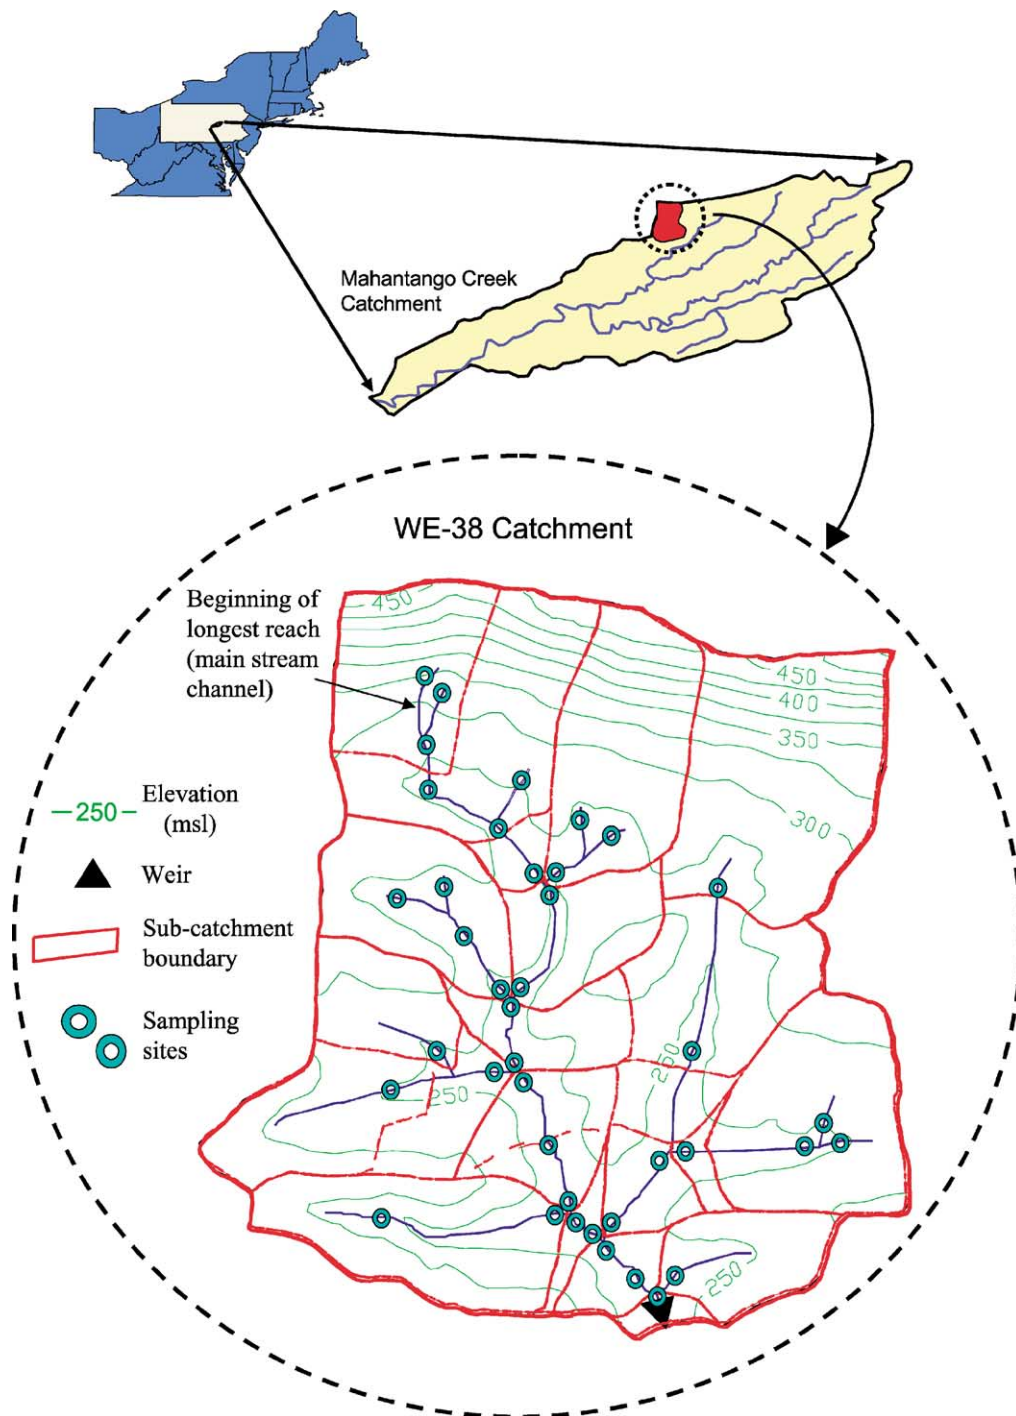 Mahantango Creek
Catchment
WE-38 Catchment
Beginning of
longest reach
(main stream
channel)
450
450
400
350
300
250
Elevation
(msl)
Weir
Sub-catchment
boundary
Sampling
sites
250
250
250